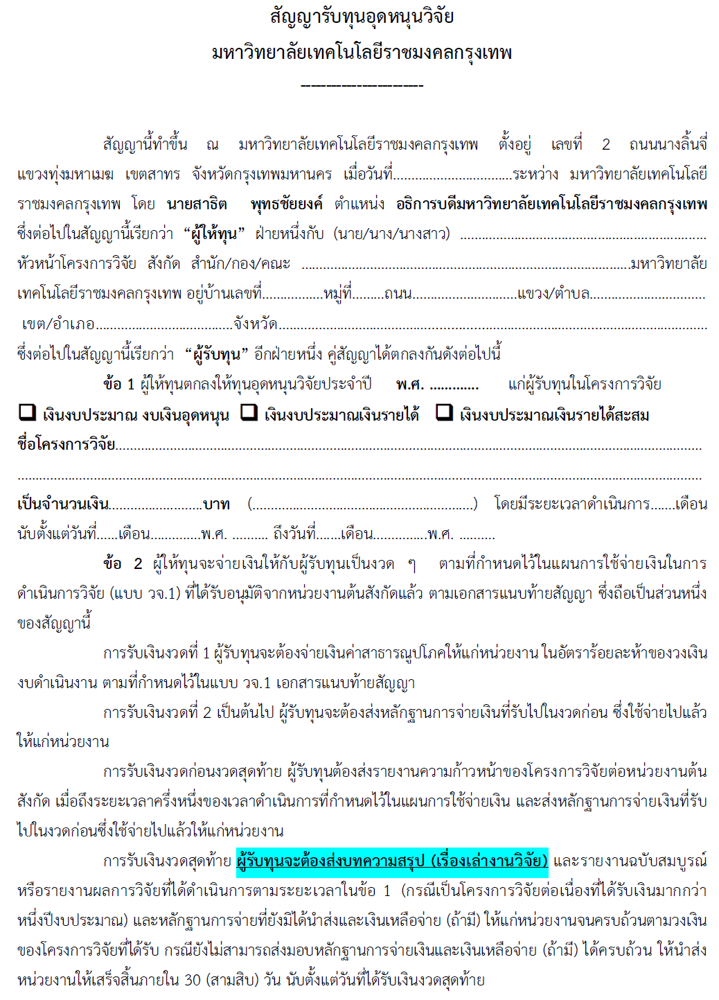 สัญญารับทุนอุดหนุนวิจัย
มหาวิทยาลัยเทคโนโลยีราชมงคลกรุงเทพ
------------------------
สัญญานี้ทำขึ้น ณ มหาวิทยาลัยเทคโนโลยีราชมงคลกรุงเทพ ตั้งอยู่ เลขที่ 2 ถนนนางลิ้นจี่
แขวงทุ่งมหาเมฆ เขตสาทร จังหวัดกรุงเทพมหานคร เมื่อวันที่.................................ระหว่าง มหาวิทยาลัยเทคโนโลยี
ราชมงคลกรุงเทพ โดย นายสาธิต พุทธชัยยงค์ ตำแหน่ง อธิการบดีมหาวิทยาลัยเทคโนโลยีราชมงคลกรุงเทพ
ซึ่งต่อไปในสัญญานี้เรียกว่า “ผู้ให้ทุน” ฝ่ายหนึ่งกับ (นาย/นาง/นางสาว) ....................................................................
หัวหน้าโครงการวิจัย สังกัด สำนัก/กอง/คณะ ...........................................................................................มหาวิทยาลัย
เทคโนโลยีราชมงคลกรุงเทพ อยู่บ้านเลขที่.................หมู่ที่.........ถนน.............................แขวง/ตำบล................................
เขต/อำเภอ......................................จังหวัด.......................................................................................................................
ซึ่งต่อไปในสัญญานี้เรียกว่า “ผู้รับทุน” อีกฝ่ายหนึ่ง คู่สัญญาได้ตกลงกันดังต่อไปนี้
ข้อ 1 ผู้ให้ทุนตกลงให้ทุนอุดหนุนวิจัยประจำปี พ.ศ. ............. แก่ผู้รับทุนในโครงการวิจัย
❑ เงินงบประมาณ งบเงินอุดหนุน ❑ เงินงบประมาณเงินรายได้ ❑ เงินงบประมาณเงินรายได้สะสม
ชื่อโครงการวิจัย..................................................................................................................................................................
.............................................................................................................................................................................................
เป็นจำนวนเงิน..........................บาท (.............................................................) โดยมีระยะเวลาดำเนินการ.......เดือน
นับตั้งแต่วันที่......เดือน..............พ.ศ. .......... ถึงวันที่.......เดือน...............พ.ศ. ..........
ข้อ 2 ผู้ให้ทุนจะจ่ายเงินให้กับผู้รับทุนเป็นงวด ๆ ตามที่กำหนดไว้ในแผนการใช้จ่ายเงินในการ
ดำเนินการวิจัย (แบบ วจ.1) ที่ได้รับอนุมัติจากหน่วยงานต้นสังกัดแล้ว ตามเอกสารแนบท้ายสัญญา ซึ่งถือเป็นส่วนหนึ่ง
ของสัญญานี้
การรับเงินงวดที่ 1 ผู้รับทุนจะต้องจ่ายเงินค่าสาธารณูปโภคให้แก่หน่วยงาน ในอัตราร้อยละห้าของวงเงิน
งบดำเนินงาน ตามที่กำหนดไว้ในแบบ วจ.1 เอกสารแนบท้ายสัญญา
การรับเงินงวดที่ 2 เป็นต้นไป ผู้รับทุนจะต้องส่งหลักฐานการจ่ายเงินที่รับไปในงวดก่อน ซึ่งใช้จ่ายไปแล้ว
ให้แก่หน่วยงาน
การรับเงินงวดก่อนงวดสุดท้าย ผู้รับทุนต้องส่งรายงานความก้าวหน้าของโครงการวิจัยต่อหน่วยงานต้น
สังกัด เมื่อถึงระยะเวลาครึ่งหนึ่งของเวลาดำเนินการที่กำหนดไว้ในแผนการใช้จ่ายเงิน และส่งหลักฐานการจ่ายเงินที่รับ
ไปในงวดก่อนซึ่งใช้จ่ายไปแล้วให้แก่หน่วยงาน
การรับเงินงวดสุดท้าย ผู้รับทุนจะต้องส่งบทความสรุป (เรื่องเล่างานวิจัย) และรายงานฉบับสมบูรณ์
หรือรายงานผลการวิจัยที่ได้ดำเนินการตามระยะเวลาในข้อ 1 (กรณีเป็นโครงการวิจัยต่อเนื่องที่ได้รับเงินมากกว่า
หนึ่งปีงบประมาณ) และหลักฐานการจ่ายที่ยังมิได้นำส่งและเงินเหลือจ่าย (ถ้ามี) ให้แก่หน่วยงานจนครบถ้วนตามวงเงิน
ของโครงการวิจัยที่ได้รับ กรณียังไม่สามารถส่งมอบหลักฐานการจ่ายเงินและเงินเหลือจ่าย (ถ้ามี) ได้ครบถ้วน ให้นำส่ง
หน่วยงานให้เสร็จสิ้นภายใน 30 (สามสิบ) วัน นับตั้งแต่วันที่ได้รับเงินงวดสุดท้าย